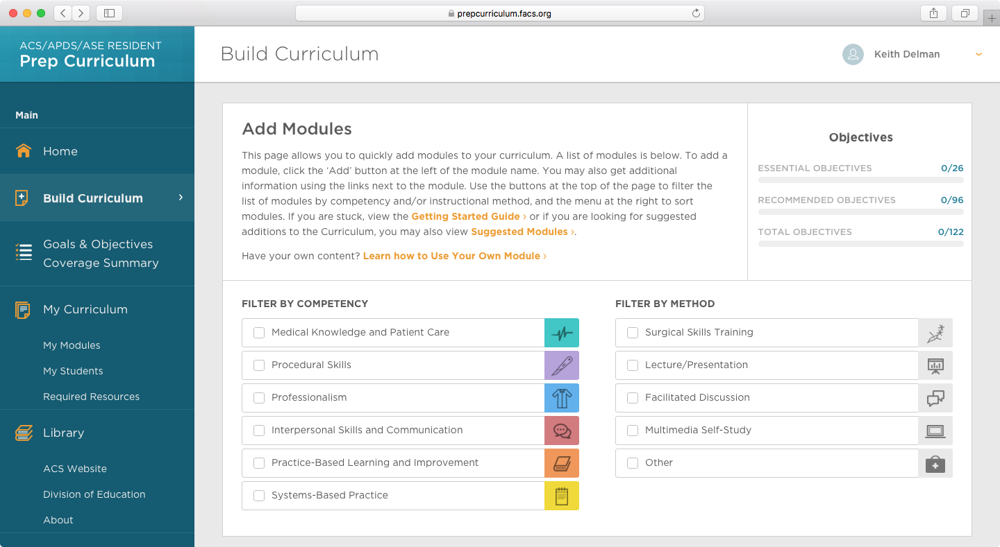 prepcurriculum.facs.org
ACS/APDS/ASE RESIDENT
Prep Curriculum
Build Curriculum
Keith Delman
Main
Home
Build Curriculum
Goals & Objectives
Coverage Summary
My Curriculum
My Modules
My Students
Required Resources
Library
ACS Website
Division of Education
About
Add Modules
This page allows you to quickly add modules to your curriculum. A list of modules is below. To add a
module, click the ‘Add’ button at the left of the module name. You may also get additional
information using the links next to the module. Use the buttons at the top of the page to filter the
list of modules by competency and/or instructional method, and the menu at the right to sort
modules. If you are stuck, view the Getting Started Guide › or if you are looking for suggested
additions to the Curriculum, you may also view Suggested Modules ›.
Have your own content? Learn how to Use Your Own Module ›
Objectives
ESSENTIAL OBJECTIVES 0/26
RECOMMENDED OBJECTIVES 0/96
TOTAL OBJECTIVES 0/122
FILTER BY COMPETENCY
Medical Knowledge and Patient Care
Procedural Skills
Professionalism
Interpersonal Skills and Communication
Practice-Based Learning and Improvement
Systems-Based Practice
FILTER BY METHOD
Surgical Skills Training
Lecture/Presentation
Facilitated Discussion
Multimedia Self-Study
Other